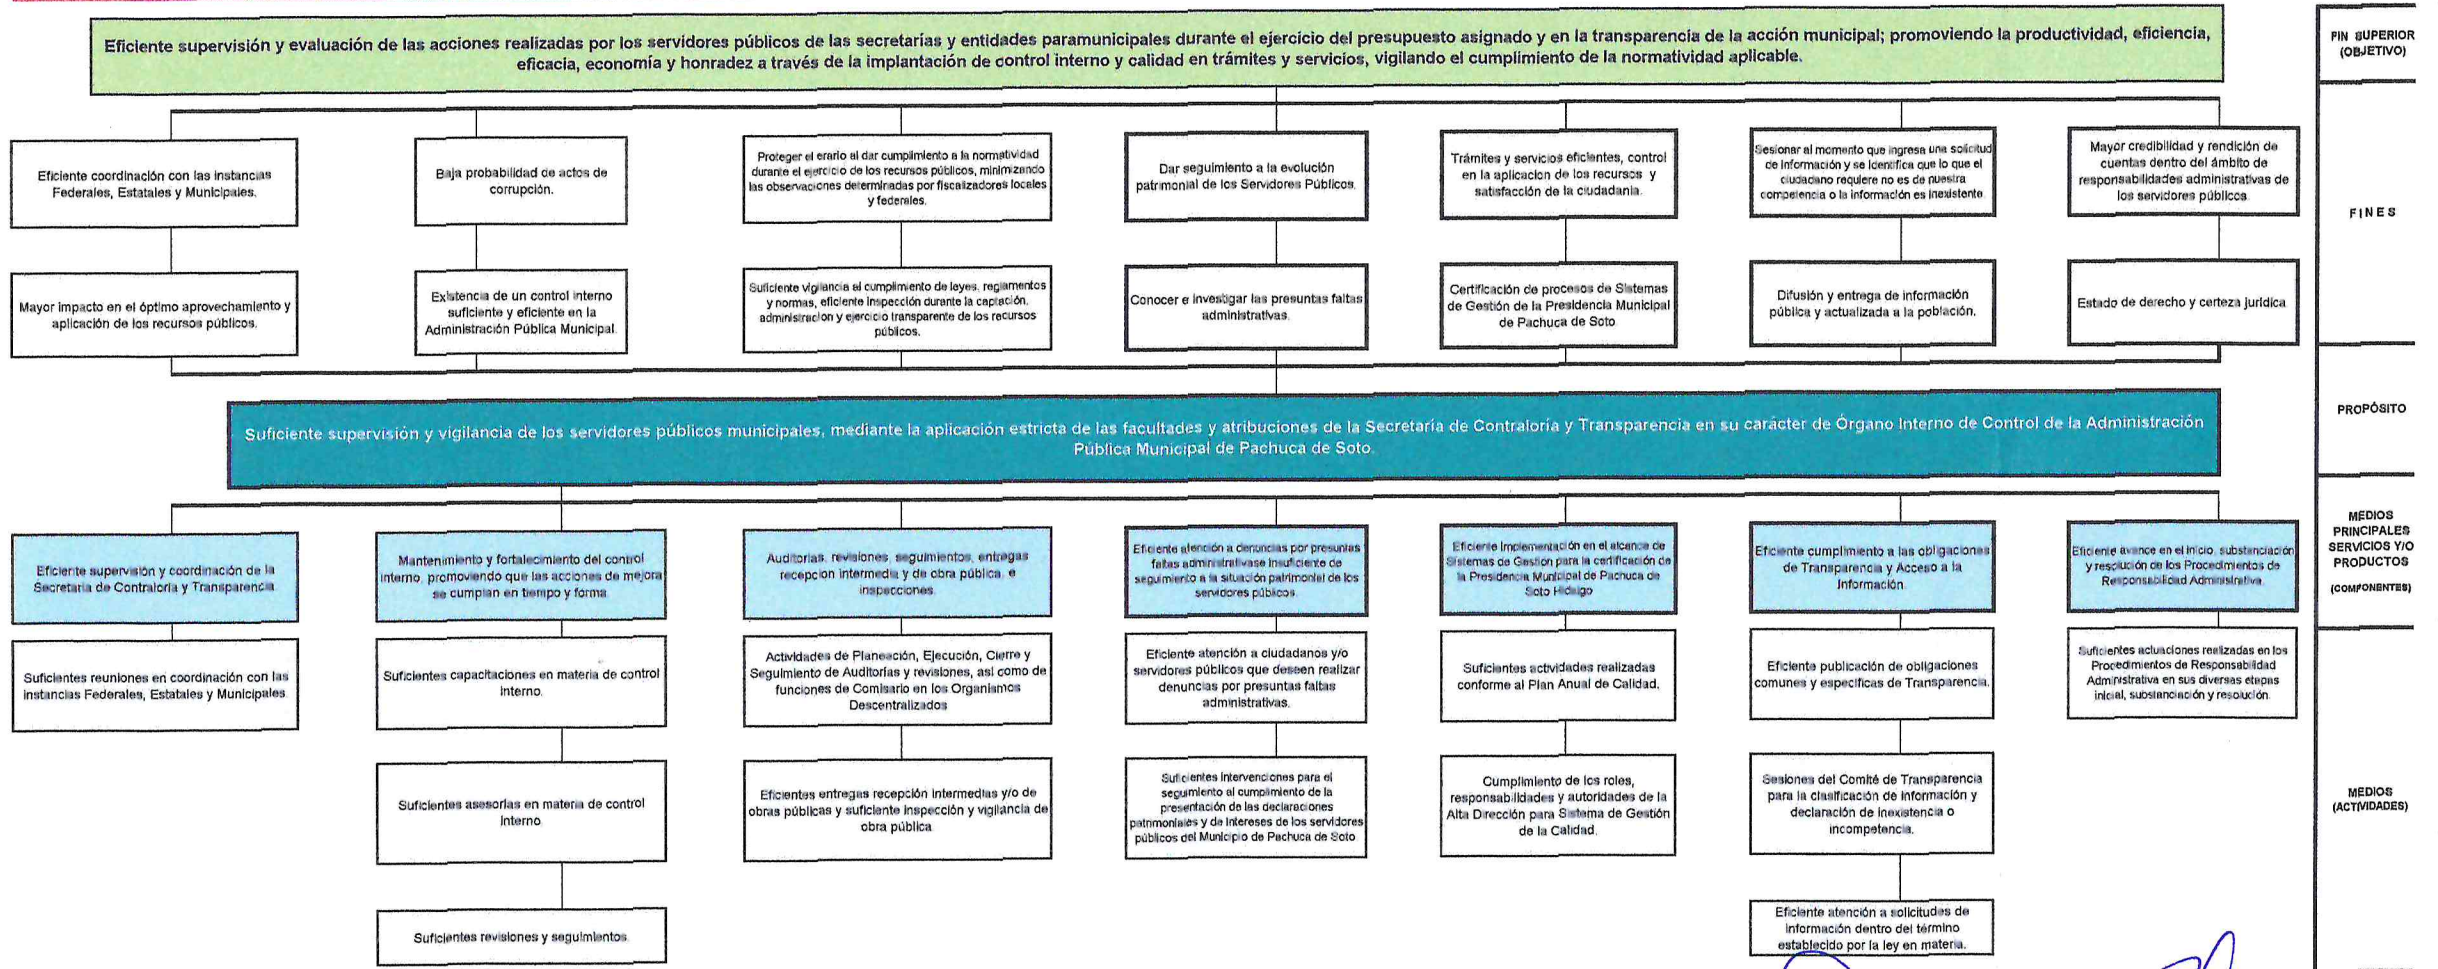 Eficiente supervisión y evaluación de las acciones realizadas por los servidores públicos de las secretarías y entidades paramunicipales durante el ejercicio del presupuesto asignado y en la transparencia de la acción municipal; promoviendo la productividad, eficiencia,
eficacia, economía y honradez a través de la implantación de control interno y calidad en trámites y servicios, vigilando el cumplimiento de la normatividad aplicable.
FIN SUPERIOR
(OBJETIVO)
Eficiente coordinación con las instancias
Federales, Estatales y Municipales.
Baja probabilidad de actos de
corrupción.
Proteger el erario al dar cumplimiento a la normatividad
durante el ejercicio de los recursos públicos, minimizando
las observaciones determinadas por fiscalizadores locales
y federales.
Dar seguimiento a la evolución
patrimonial de los Servidores Públicos.
Trámites y servicios eficientes, control
en la aplicacion de los recursos y
satisfacción de la ciudadania.
Sesionar al momento que ingresa una solicitud
de información y se identifica que lo que el
ciudadano requiere no es de nuestra
competencia o la información es inexistente
Mayor credibilidad y rendición de
cuentas dentro del ámbito de
responsabilidades administrativas de
los servidores públicos
FINES
Mayor impacto en el óptimo aprovechamiento y
aplicación de los recursos públicos.
Existencia de un control interno
suficiente y eficiente en la
Administración Pública Municipal
Suficiente vigilancia al cumplimiento de leyes, reglamentos
y normas, eficiente inspección durante la captación,
administracion y ejercicio transparente de los recursos
públicos.
Conocer e investigar las presuntas faltas
administrativas.
Certificación de procesos de Sistemas
de Gestión de la Presidencia Municipal
de Pachuca de Soto
Difusión y entrega de información
pública y actualizada a la población.
Estado de derecho y certeza jurídica
Suficiente supervisión y vigilancia de los servidores públicos municipales, mediante la aplicación estricta de las facultades y atribuciones de la Secretaría de Contraloría y Transparencia en su carácter de Órgano Interno de Control de la Administración
Pública Municipal de Pachuca de Soto.
PROPÓSITO
Eficiente supervisión y coordinación de la
Secretaria de Contraloría y Transparencia
Mantenimiento y fortalecimiento del control
interno, promoviendo que las acciones de mejora
se cumplan en tiempo y forma
Auditorías, revisiones, seguimientos, entregas
recepcion intermedia y de obra pública, e
inspecciones
Eficiente atención a denuncias por presuntas
faltas administrativase insuficiente de
seguimiento a la situación patrimonial de los
servidores públicos.
Eficiente Implementación en el alcance de
Sistemas de Gestion para la certificación de
la Presidencia Municipal de Pachuca de
Soto Hidalgo
Eficiente cumplimiento a las obligaciones
de Transparencia y Acceso a la
Información
Eficiente avance en el inicio, substanciación
y resolución de los Procedimientos de
Responsabilidad Administrativa
MEDIOS
PRINCIPALES
SERVICIOS Y/O
PRODUCTOS
(COMPONENTES)
Suficientes reuniones en coordinación con las
instancias Federales, Estatales y Municipales
Suficientes capacitaciones en materia de control
Interno.
Actividades de Planeación, Ejecución, Cierre y
Seguimiento de Auditorías y revisiones, así como de
funciones de Comisario en los Organismos
Descentralizados
Eficiente atención a ciudadanos y/o
servidores públicos que deseen realizar
denuncias por presuntas faltas
administrativas.
Suficientes actividades realizadas
conforme al Plan Anual de Calidad.
Eficiente publicación de obligaciones
comunes y específicas de Transparencia.
Suficientes actuaciones realizadas en los
Procedimientos de Responsabilidad
Administrativa en sus diversas etapas
inicial, substanciación y resolución.
Suficientes asesorías en materia de control
Interno
Eficientes entregas recepción intermedias y/o de
obras públicas y suficiente inspección y vigilancia de
obra pública
Suficientes intervenciones para el
seguimiento al cumplimiento de la
presentación de las declaraciones
patrimoniales y de intereses de los servidores
públicos del Municipio de Pachuca de Soto
Cumplimiento de los roles,
responsabilidades y autoridades de la
Alta Dirección para Sistema de Gestión
de la Calidad.
Sesiones del Comité de Transparencia
para la clasificación de información y
declaración de inexistencia o
incompetencia.
MEDIOS
(ACTIVIDADES)
Suficientes revisiones y seguimientos
Eficiente atención a solicitudes de
información dentro del término
establecido por la ley en materia.